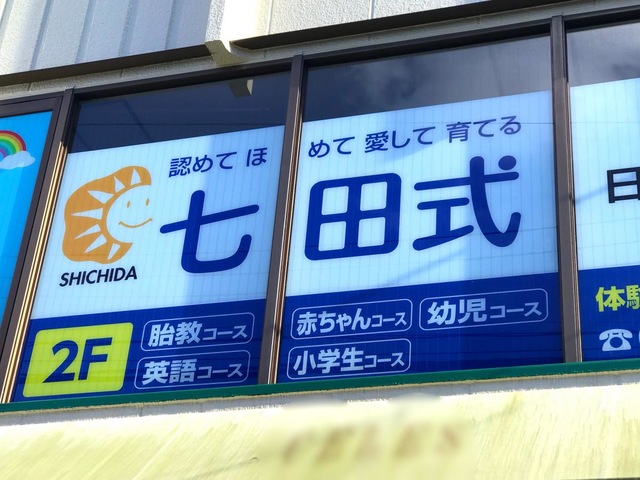 認めて ほめて 愛して 育てる
七田式
SHICHIDA
2F
胎教コース
英語コース
赤ちゃんコース
幼児コース
小学生コース
体験